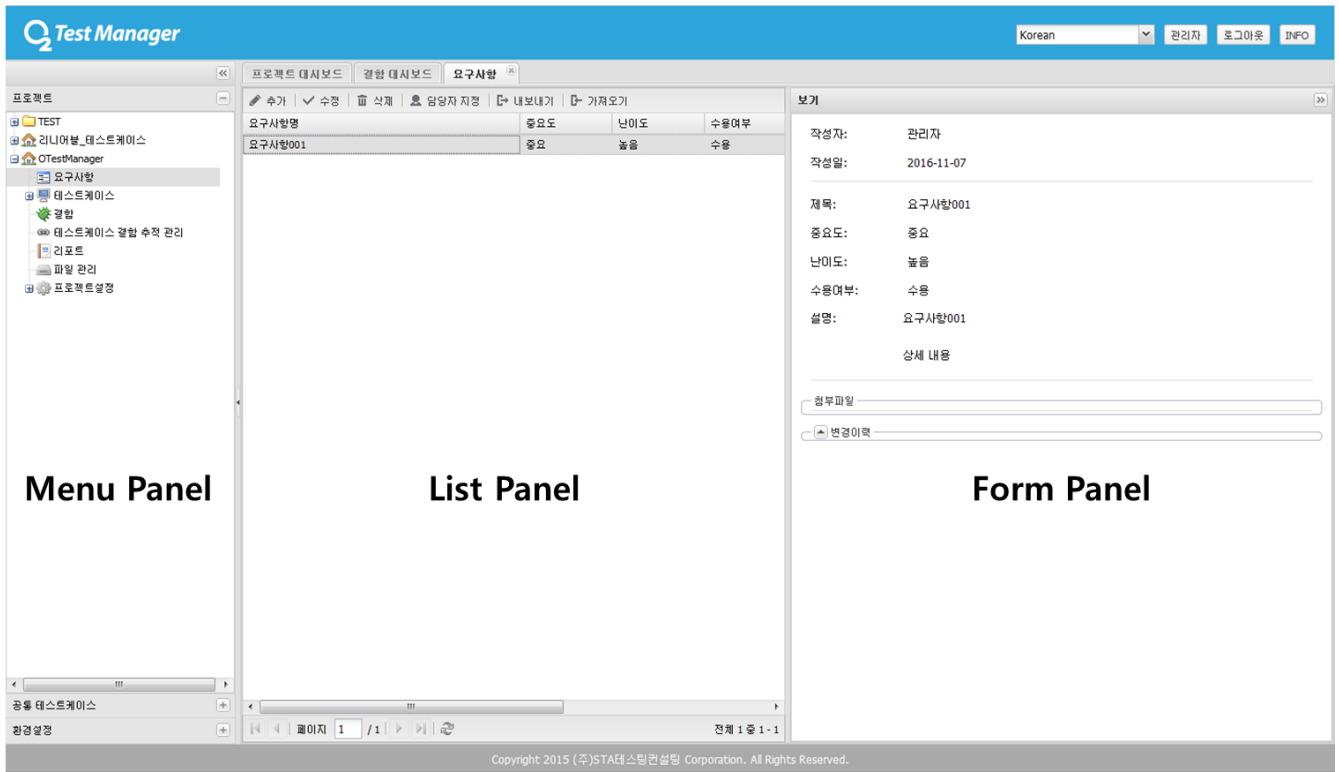 O2 Test Manager
Korean 관리자 로그아웃 INFO
프로젝트 대시보드 결함 대시보드 요구사항
프로젝트
TEST
리니어블_테스트케이스
OTestManager
요구사항
테스트케이스
결함
테스트케이스 결함 추적 관리
리포트
파일 관리
프로젝트설정
Menu Panel
공통 테스트케이스
환경설정
추가 수정 삭제 담당자 지정 내보내기 가져오기
요구사항명 중요도 난이도 수용여부
요구사항001 중요 높음 수용
List Panel
페이지 1 / 1 전체 1 중 1 - 1
보기
작성자: 관리자
작성일: 2016-11-07
제목: 요구사항001
중요도: 중요
난이도: 높음
수용여부: 수용
설명: 요구사항001
상세 내용
첨부파일
변경이력
Form Panel
Copyright 2015 (주)STA테스팅컨설팅 Corporation. All Rights Reserved.